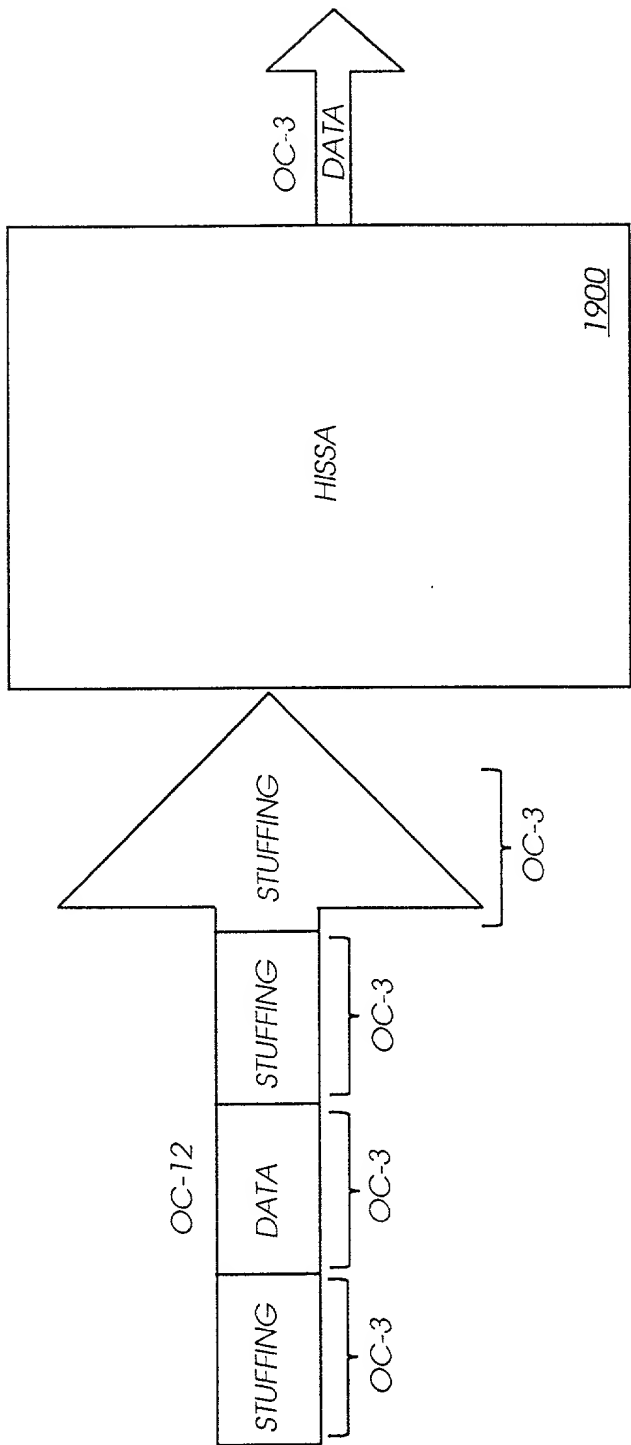 OC-12
STUFFING
DATA
STUFFING
STUFFING
OC-3
OC-3
OC-3
OC-3
HISSA
1900
OC-3
DATA